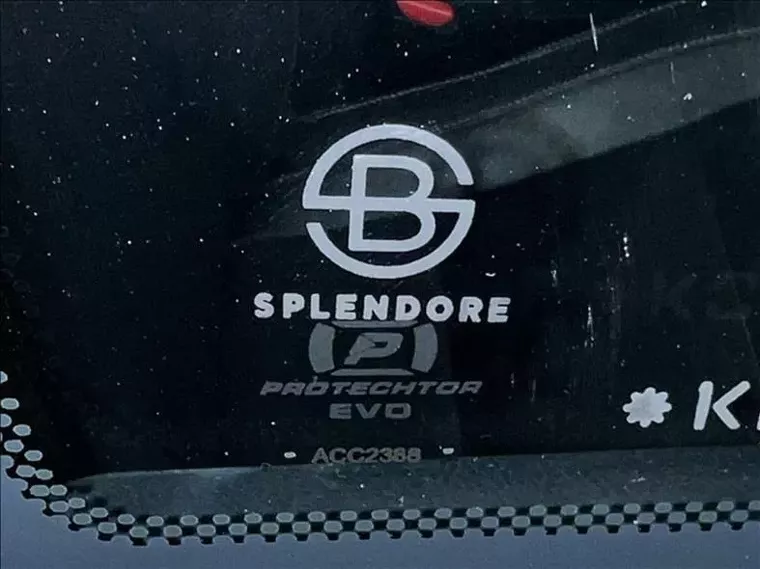 B
SPLENDORE
P
PROTECHTOR
EVO
ACC2388
K